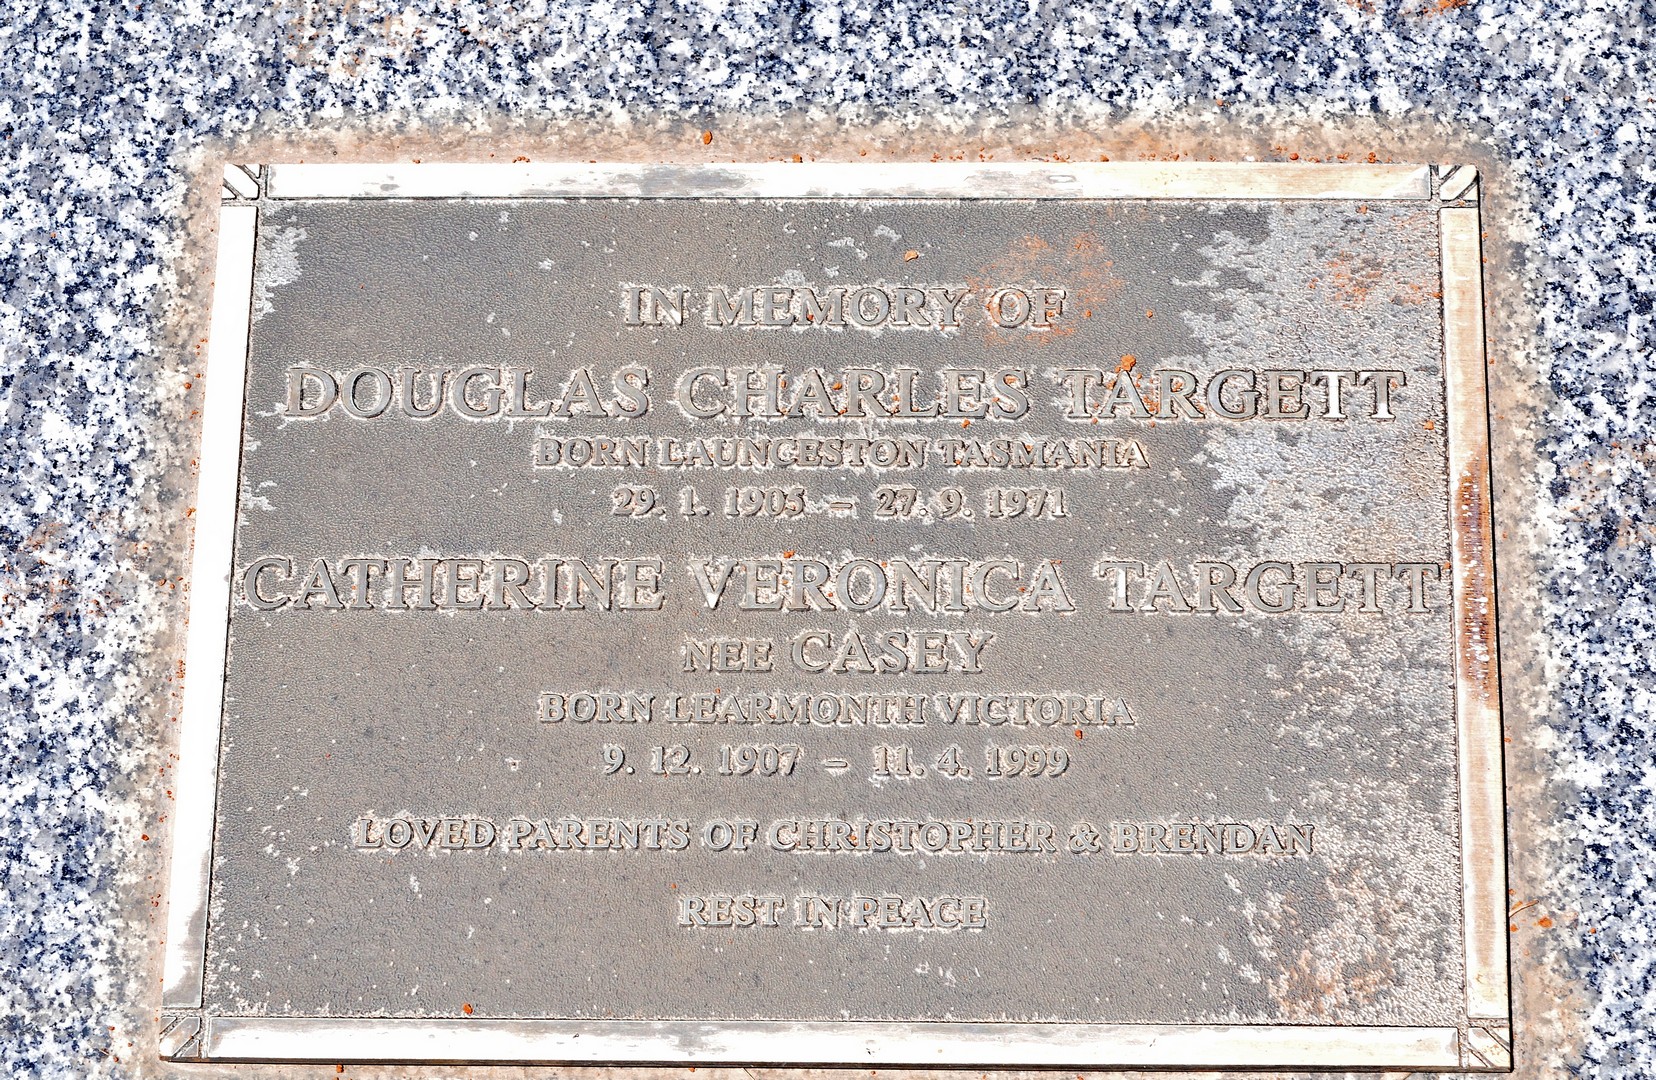 IN MEMORY OF
DOUGLAS CHARLES TARGETT
BORN LAUNCESTON TASMANIA
29. 1. 1905 – 27. 9. 1971
CATHERINE VERONICA TARGETT
NEE CASEY
BORN LEARMONTH VICTORIA
9. 12. 1907 – 11. 4. 1999
LOVED PARENTS OF CHRISTOPHER & BRENDAN
REST IN PEACE